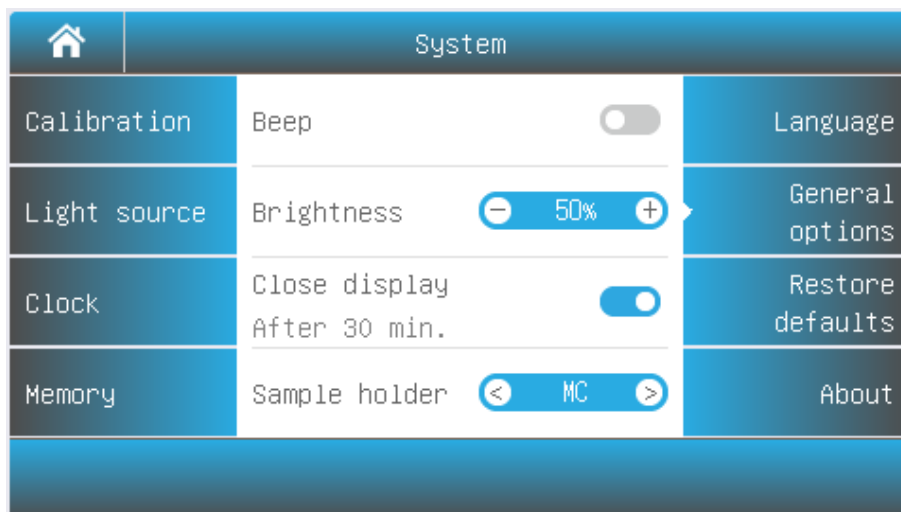 System
Calibration
Beep
Language
Light source
Brightness
− 50% +
General
options
Clock
Close display
After 30 min.
Restore
defaults
Memory
Sample holder
< MC >
About